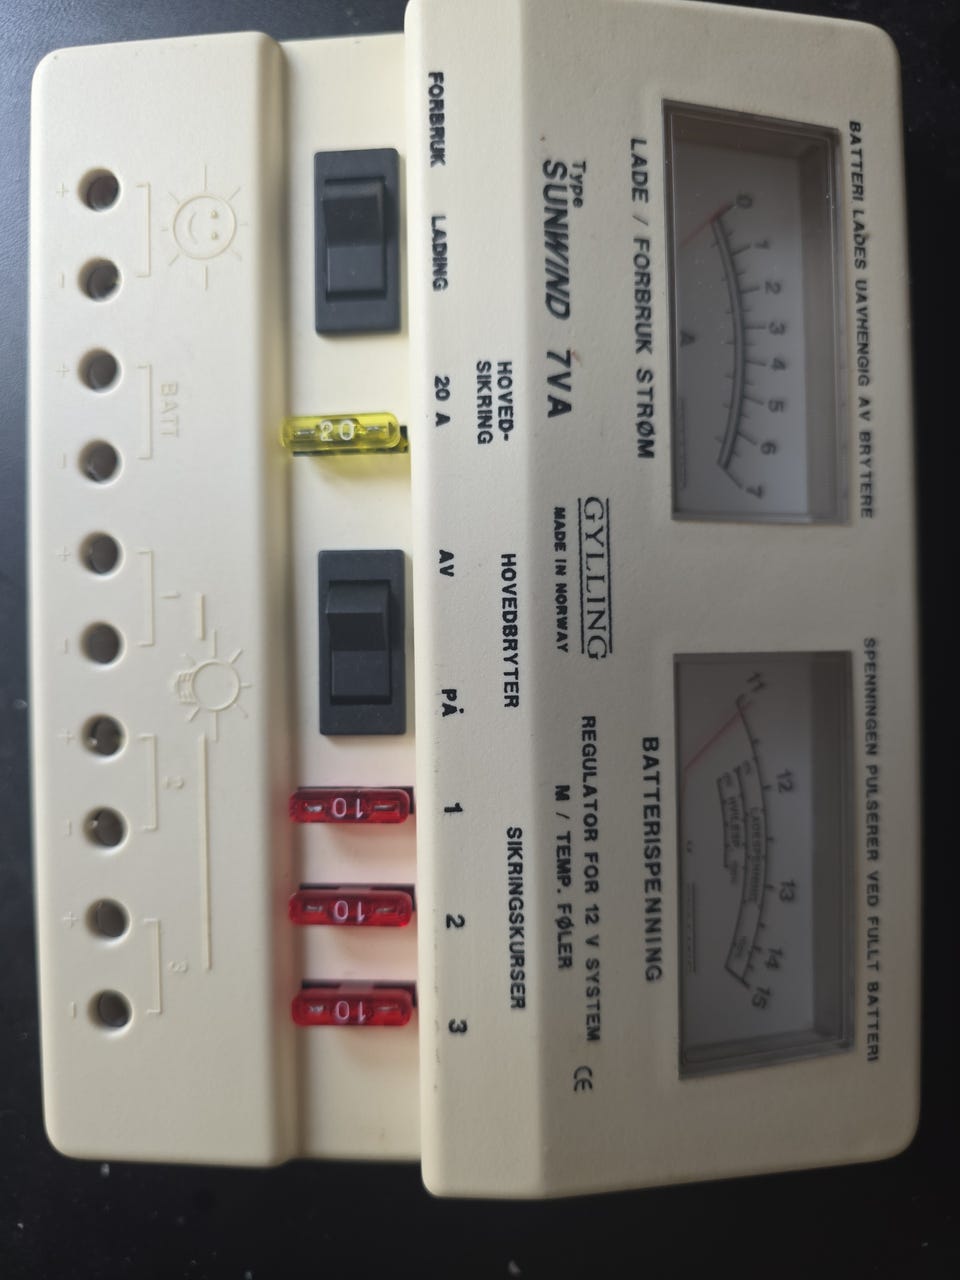 BATTERI LADES UAVHENGIG AV BRYTERE
SPENNINGEN PULSERER VED FULLT BATTERI
0 1 2 3 4 5 6 7
A
11 12 13 14 15
LADESPENNING
LADE / FORBRUK STRØM
BATTERISPENNING
Type
SUNWIND 7VA
GYLLING
MADE IN NORWAY
REGULATOR FOR 12 V SYSTEM
M / TEMP. FØLER
CE
HOVED-
SIKRING
HOVEDBRYTER
SIKRINGSKURSER
FORBRUK LADING
20 A
AV PÅ
1 2 3
20
10
10
10
BATT
1
2
3
+ - + - + - + - + -